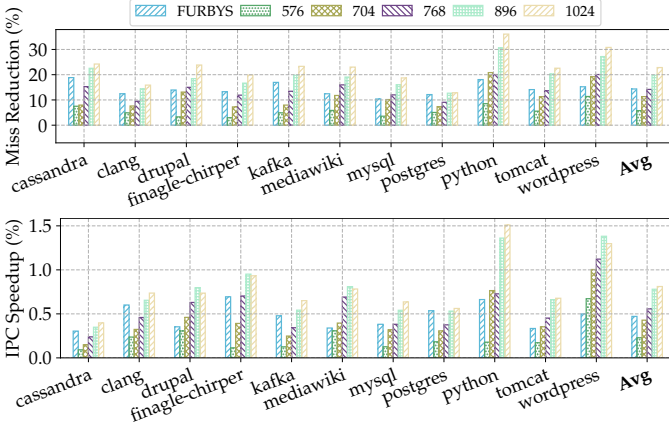 FURBYS 576 704 768 896 1024
Miss Reduction (%)
30
20
10
0
cassandra clang drupal finagle-chirper kafka mediawiki mysql postgres python tomcat wordpress Avg
IPC Speedup (%)
1.5
1.0
0.5
0.0
cassandra clang drupal finagle-chirper kafka mediawiki mysql postgres python tomcat wordpress Avg